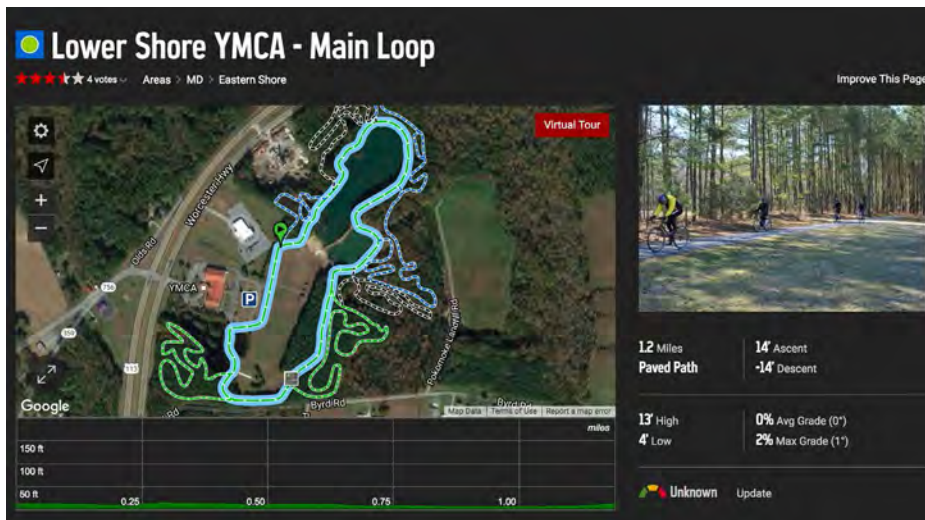 Lower Shore YMCA - Main Loop
4 votes
Areas > MD > Eastern Shore
Improve This Page
Virtual Tour
Worcester Hwy
Olds Rd
YMCA
P
756
359
113
Pokomoke Landfill Rd
Byrd Rd
Byrd Rd
Rd
Google
Map Data
Terms of Use
Report a map error
miles
150 ft
100 ft
50 ft
0.25
0.50
0.75
1.00
1.2 Miles
14' Ascent
Paved Path
-14' Descent
13' High
0% Avg Grade (0°)
4' Low
2% Max Grade (1°)
Unknown
Update